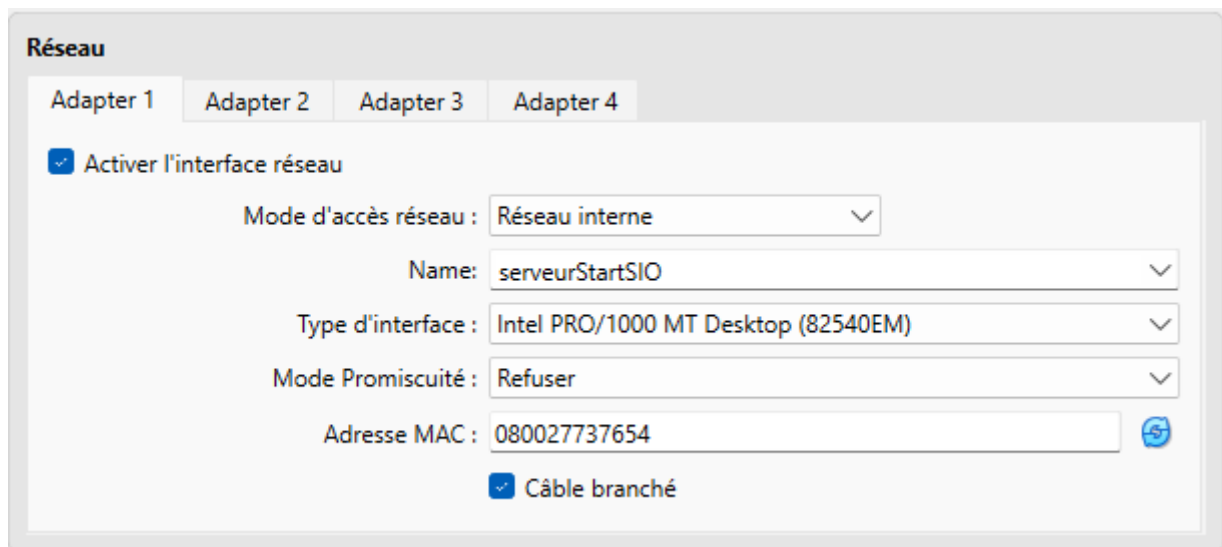 Réseau
Adapter 1 Adapter 2 Adapter 3 Adapter 4
Activer l'interface réseau
Mode d'accès réseau : Réseau interne
Name: serveurStartSIO
Type d'interface : Intel PRO/1000 MT Desktop (82540EM)
Mode Promiscuité : Refuser
Adresse MAC : 080027737654
Câble branché